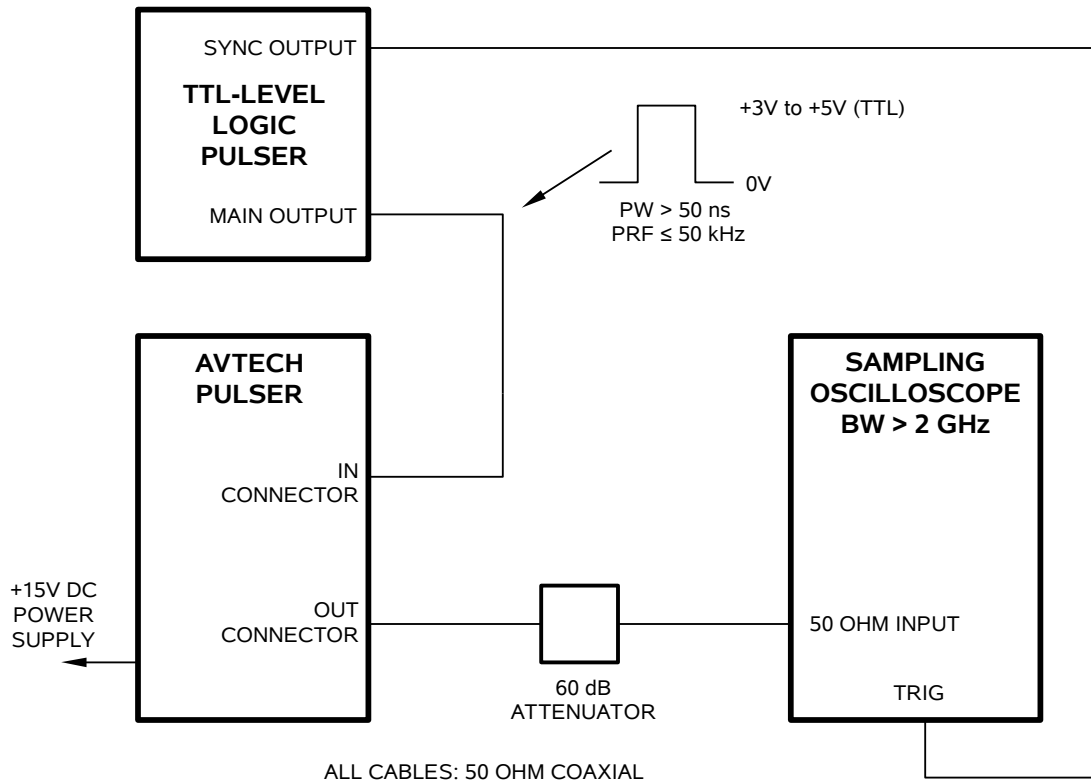 SYNC OUTPUT
TTL-LEVEL
LOGIC
PULSER
MAIN OUTPUT
+3V to +5V (TTL)
0V
PW > 50 ns
PRF ≤ 50 kHz
AVTECH
PULSER
IN
CONNECTOR
OUT
CONNECTOR
+15V DC
POWER
SUPPLY
60 dB
ATTENUATOR
SAMPLING
OSCILLOSCOPE
BW > 2 GHz
50 OHM INPUT
TRIG
ALL CABLES: 50 OHM COAXIAL